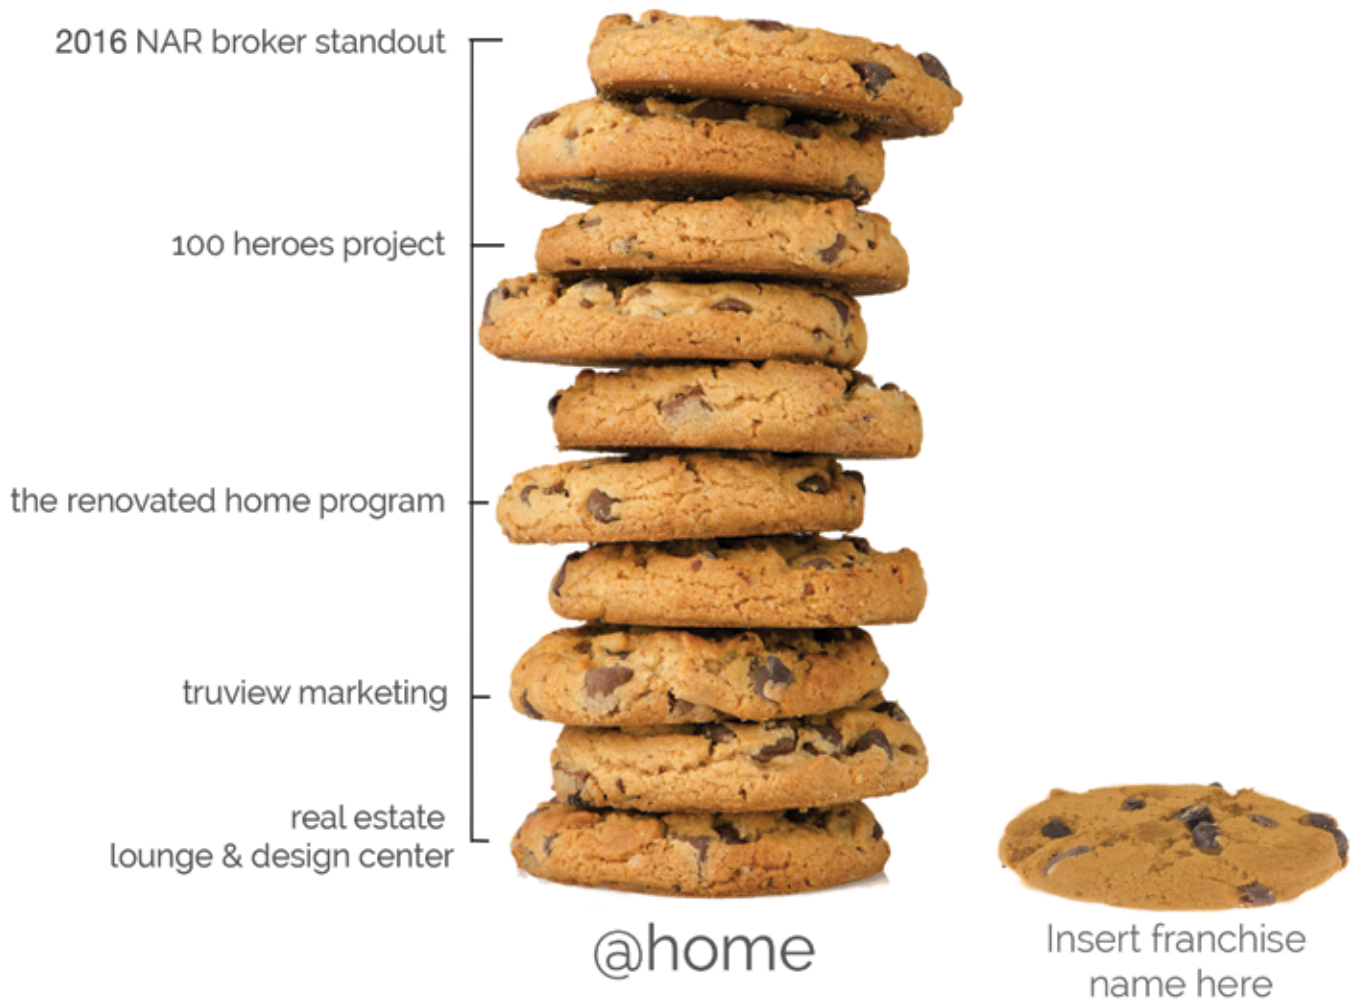 2016 NAR broker standout
100 heroes project
the renovated home program
truview marketing
real estate
lounge & design center
@home
Insert franchise
name here